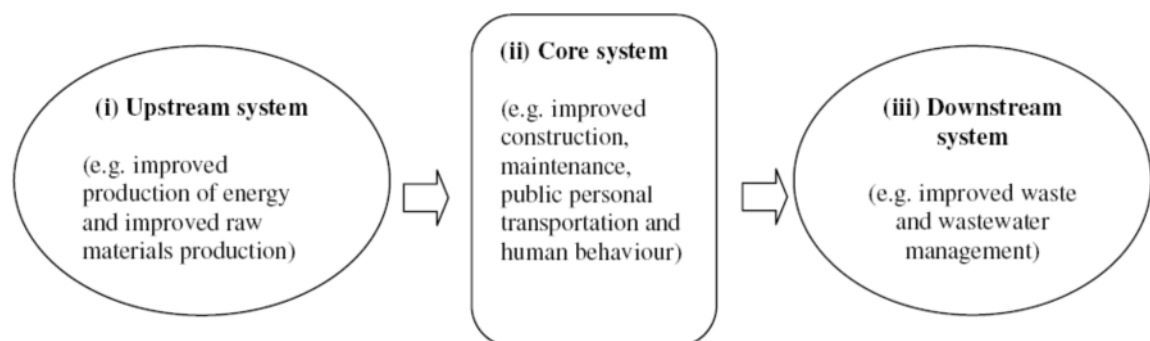 (i) Upstream system
(e.g. improved
production of energy
and improved raw
materials production)
(ii) Core system
(e.g. improved
construction,
maintenance,
public personal
transportation and
human behaviour)
(iii) Downstream
system
(e.g. improved waste
and wastewater
management)